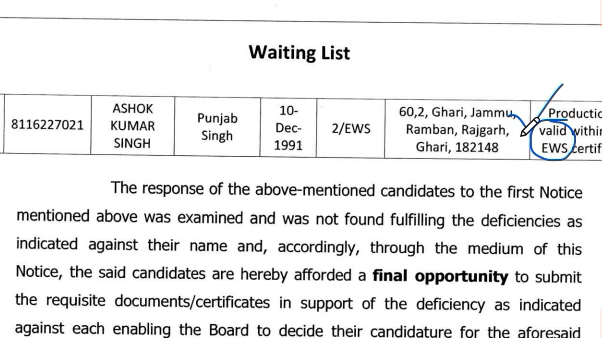 Waiting List
8116227021
ASHOK
KUMAR
SINGH
Punjab
Singh
10-
Dec-
1991
2/EWS
60,2, Ghari, Jammu,
Ramban, Rajgarh,
Ghari, 182148
Productio
valid within
EWS certif
The response of the above-mentioned candidates to the first Notice
mentioned above was examined and was not found fulfilling the deficiencies as
indicated against their name and, accordingly, through the medium of this
Notice, the said candidates are hereby afforded a final opportunity to submit
the requisite documents/certificates in support of the deficiency as indicated
against each enabling the Board to decide their candidature for the aforesaid